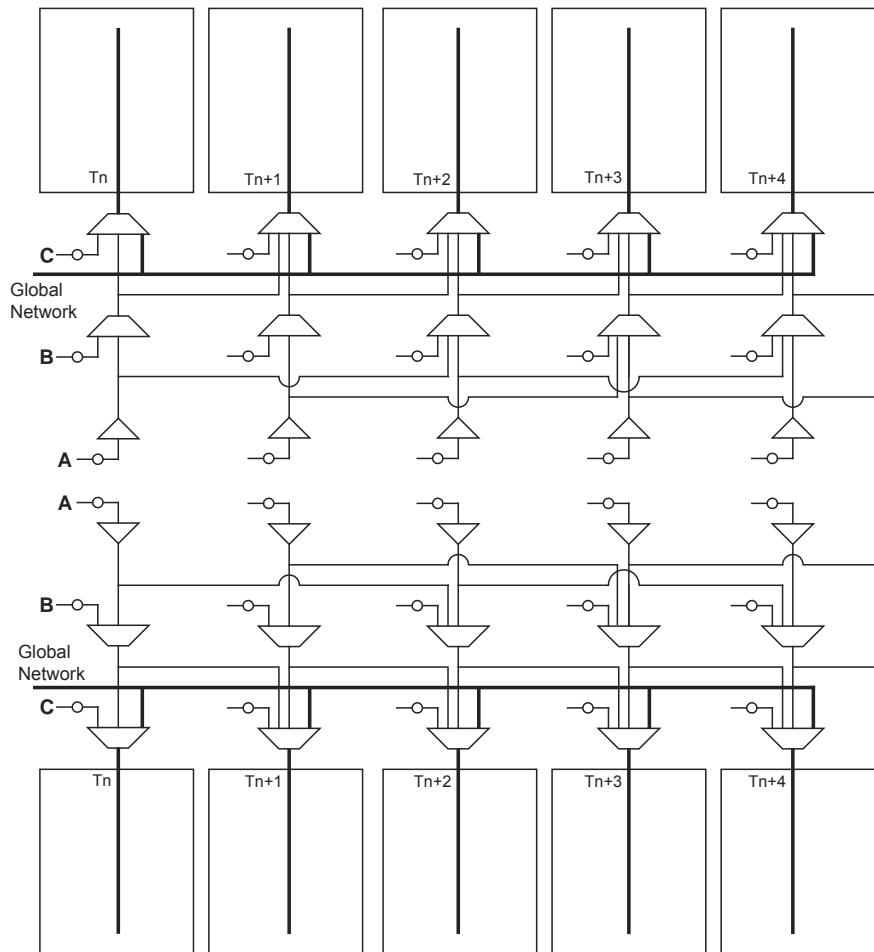 Tn Tn+1 Tn+2 Tn+3 Tn+4
C
Global
Network
B
A
A
B
Global
Network
C
Tn Tn+1 Tn+2 Tn+3 Tn+4